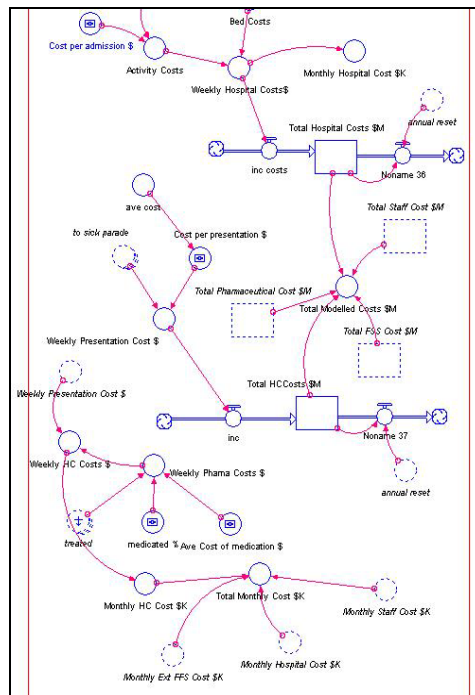 Bed Costs
Cost per admission $
Activity Costs
Monthly Hospital Cost $K
Weekly Hospital Costs$
annual reset
Total Hospital Costs $M
inc costs
Noname 36
ave cost
Total Staff Cost $M
to sick parade
Cost per presentation $
Total Phamaceutical Cost $M
Total Modelled Costs $M
Total FSS Cost $M
Weekly Presentation Cost $
Total HCCosts $M
Weekly Presentation Cost $
inc
Noname 37
Weekly HC Costs $
Weekly Phama Costs $
annual reset
treated
medicated %
Ave Cost of medication $
Monthly HC Cost $K
Total Monthly Cost $K
Monthly Staff Cost $K
Monthly Hospital Cost $K
Monthly Ext FFS Cost $K